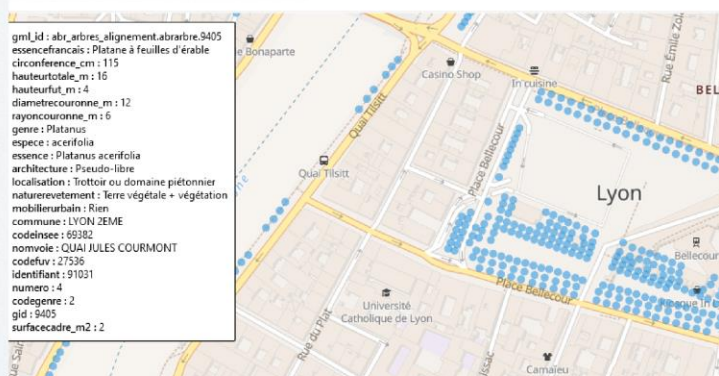 gml_id : abr_arbres_alignement.abrarbre.9405
essencefrancais : Platane à feuilles d'érable
circonference_cm : 115
hauteurtotale_m : 16
hauteurfut_m : 4
diametrecouronne_m : 12
rayoncouronne_m : 6
genre : Platanus
espece : acerifolia
essence : Platanus acerifolia
architecture : Pseudo-libre
localisation : Trottoir ou domaine piétonnier
naturerevetement : Terre végétale + végétation
mobilierurbain : Rien
commune : LYON 2EME
codeinsee : 69382
nomvoie : QUAI JULES COURMONT
codefuv : 27536
identifiant : 91031
numero : 4
codegenre : 2
gid : 9405
surfacecadre_m2 : 2
e Bonaparte
Casino Shop
In cuisine
Rue Émile Zola
BEL
Quai Tilsitt
Quai Tilsitt
Place Bellecour
Lyon
Bellecour
Place Bellecour
Université
Catholique de Lyon
Rue du Plat
Camaïeu